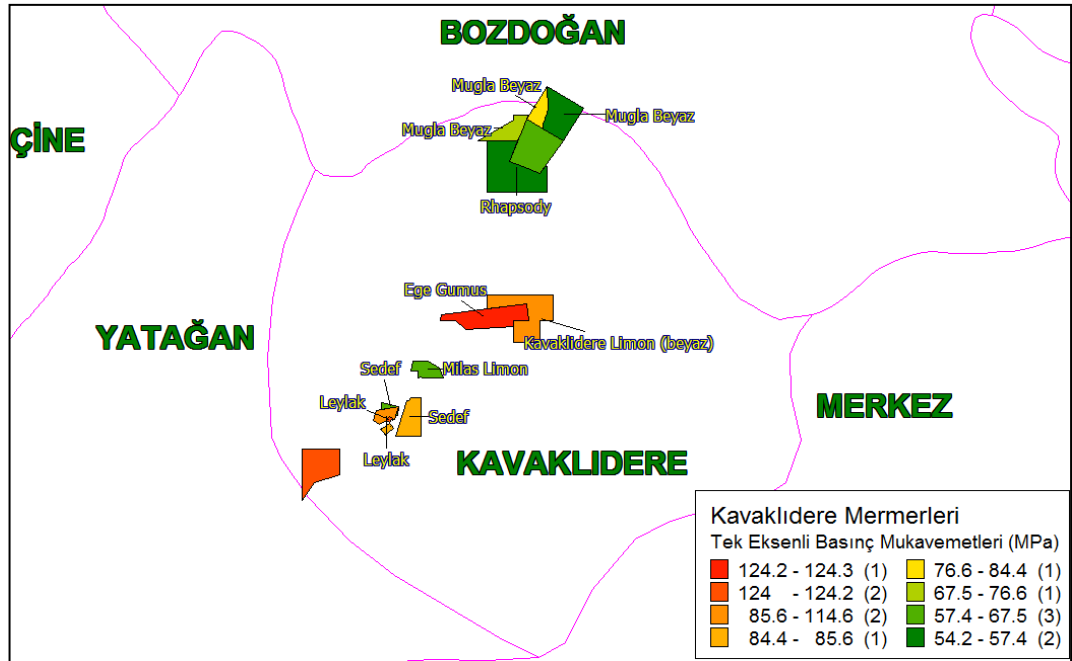 BOZDOĞAN
Mugla Beyaz
Mugla Beyaz
Mugla Beyaz
ÇİNE
Rhapsody
Ege Gumus
YATAĞAN
Kavaklidere Limon (beyaz)
Sedef
Milas Limon
Leylak
Sedef
MERKEZ
Leylak
KAVAKLIDERE
Kavaklıdere Mermerleri
Tek Eksenli Basınç Mukavemetleri (MPa)
124.2 - 124.3 (1)
124 - 124.2 (2)
85.6 - 114.6 (2)
84.4 - 85.6 (1)
76.6 - 84.4 (1)
67.5 - 76.6 (1)
57.4 - 67.5 (3)
54.2 - 57.4 (2)